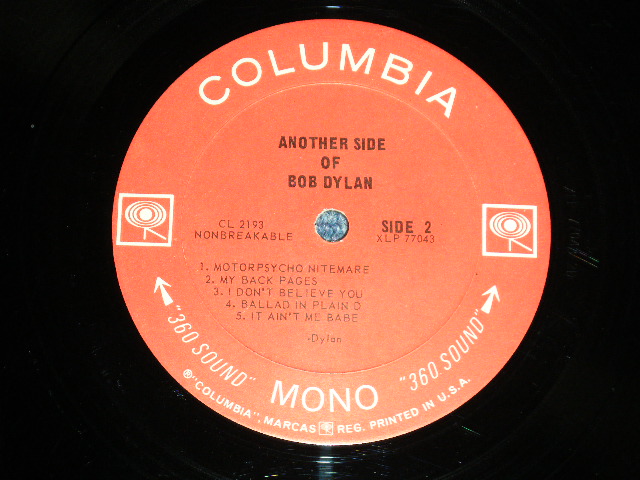 COLUMBIA
ANOTHER SIDE
OF
BOB DYLAN
CL 2193
NONBREAKABLE
SIDE 2
XLP 77043
1. MOTORPSYCHO NITEMARE
2. MY BACK PAGES
3. I DON'T BELIEVE YOU
4. BALLAD IN PLAIN D
5. IT AIN'T ME BABE
-Dylan
"360 SOUND" MONO "360 SOUND"
® "COLUMBIA", MARCAS REG. PRINTED IN U.S.A.